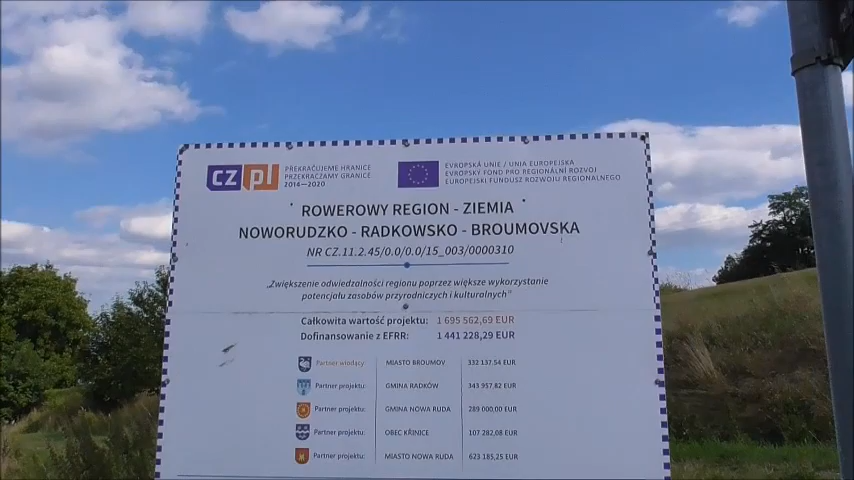 CZ pl
PŘEKRAČUJEME HRANICE
PRZEKRACZAMY GRANICE
2014—2020
EVROPSKÁ UNIE / UNIA EUROPEJSKA
EVROPSKÝ FOND PRO REGIONÁLNÍ ROZVOJ
EUROPEJSKI FUNDUSZ ROZWOJU REGIONALNEGO
ROWEROWY REGION - ZIEMIA
NOWORUDZKO - RADKOWSKO - BROUMOVSKA
NR CZ.11.2.45/0.0/0.0/15_003/0000310
„Zwiększenie odwiedzalności regionu poprzez większe wykorzystanie
potencjału zasobów przyrodniczych i kulturalnych"
Całkowita wartość projektu: 1 695 562,69 EUR
Dofinansowanie z EFRR: 1 441 228,29 EUR
Partner wiodący: MIASTO BROUMOV 332 137.54 EUR
Partner projektu: GMINA RADKÓW 343 957,82 EUR
Partner projektu: GMINA NOWA RUDA 289 000,00 EUR
Partner projektu: OBEC KŘINICE 107 282,08 EUR
Partner projektu: MIASTO NOWA RUDA 623 185,25 EUR